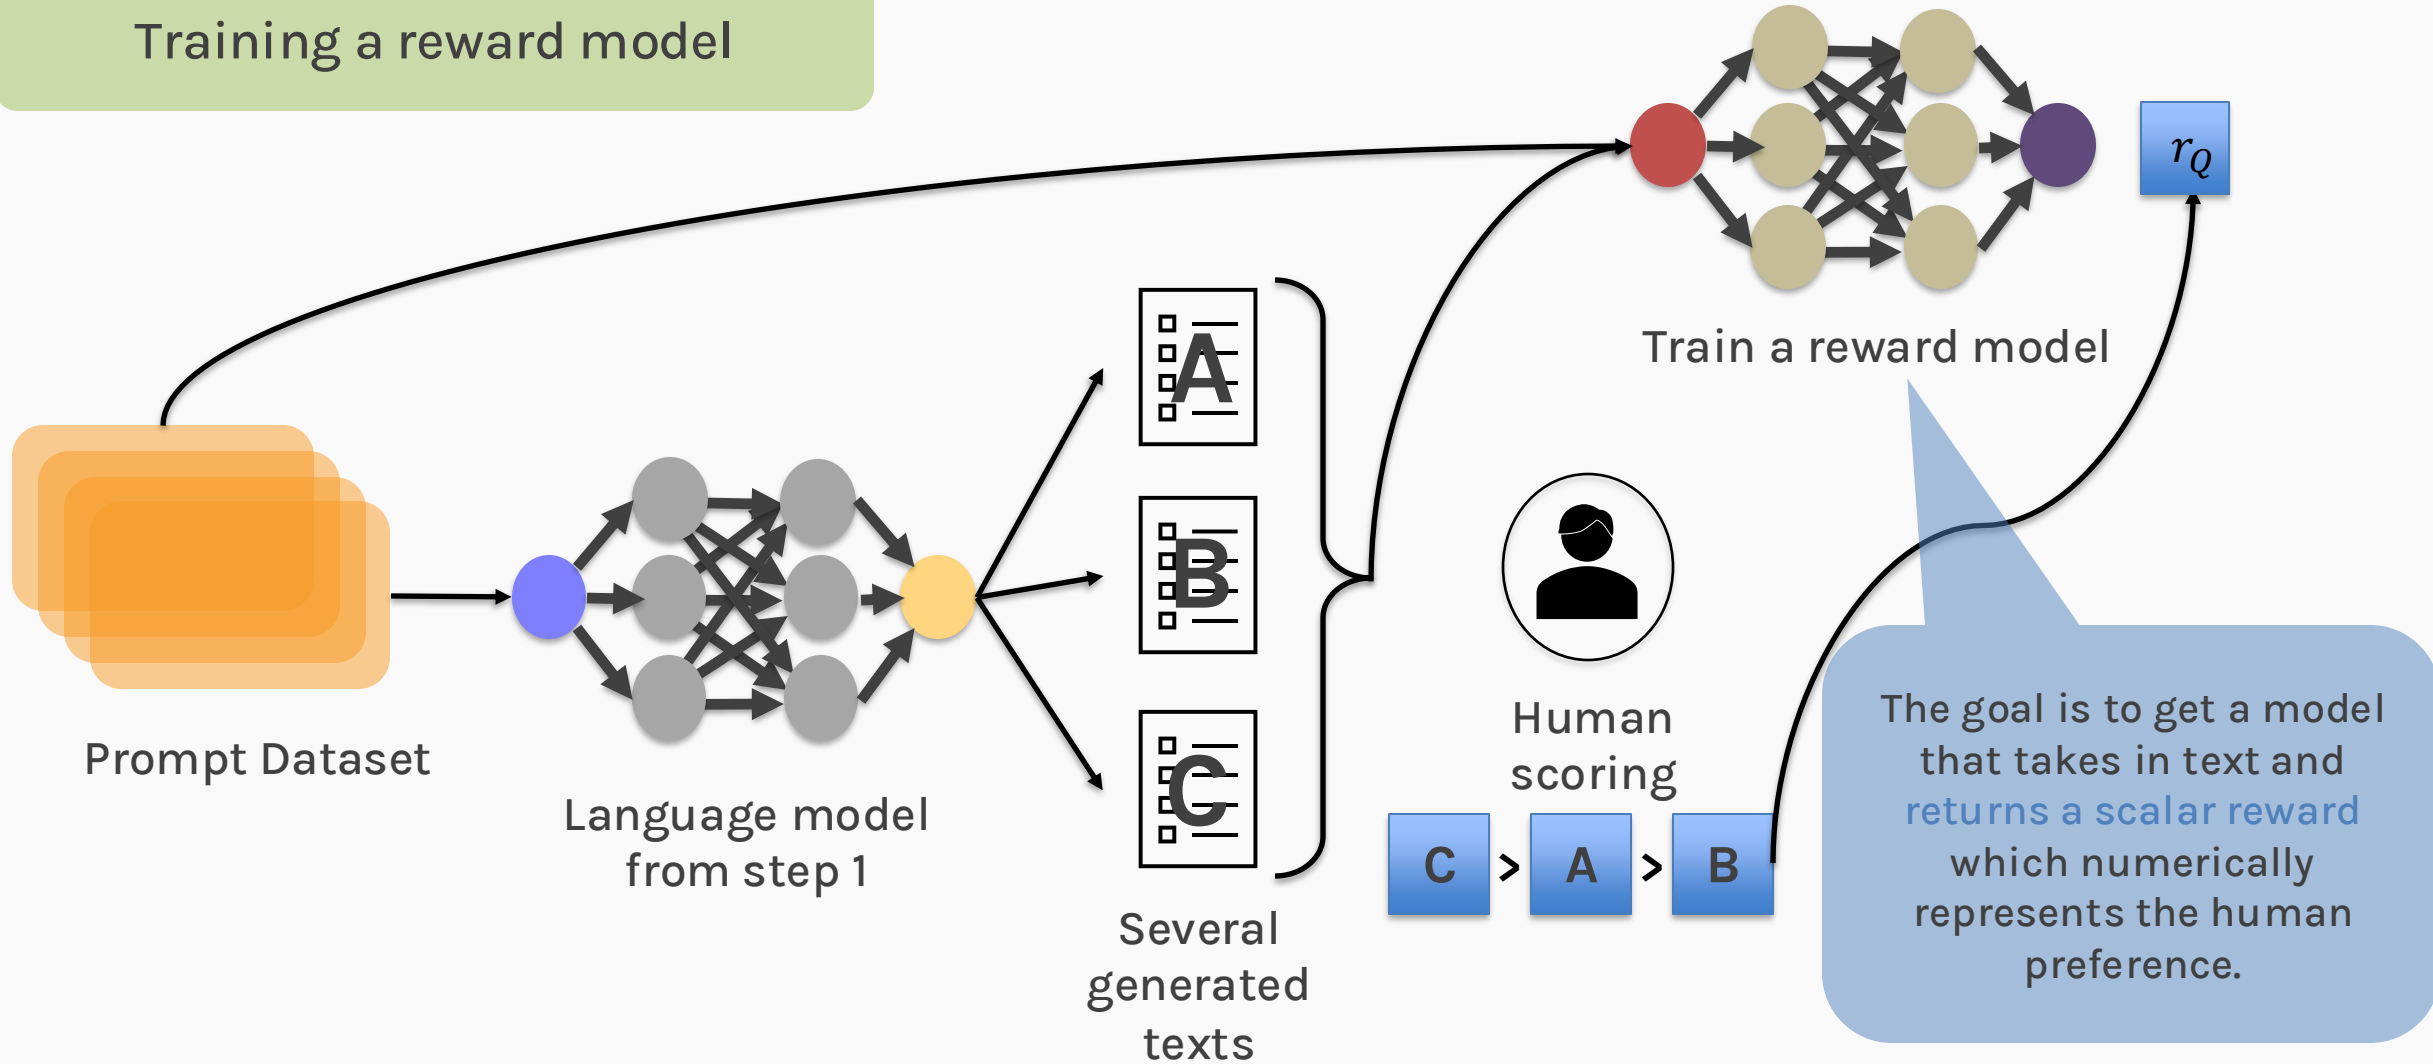 Training a reward model
r_Q
Train a reward model
A
B
C
Prompt Dataset
Language model
from step 1
Several
generated
texts
Human
scoring
C > A > B
The goal is to get a model
that takes in text and
returns a scalar reward
which numerically
represents the human
preference.